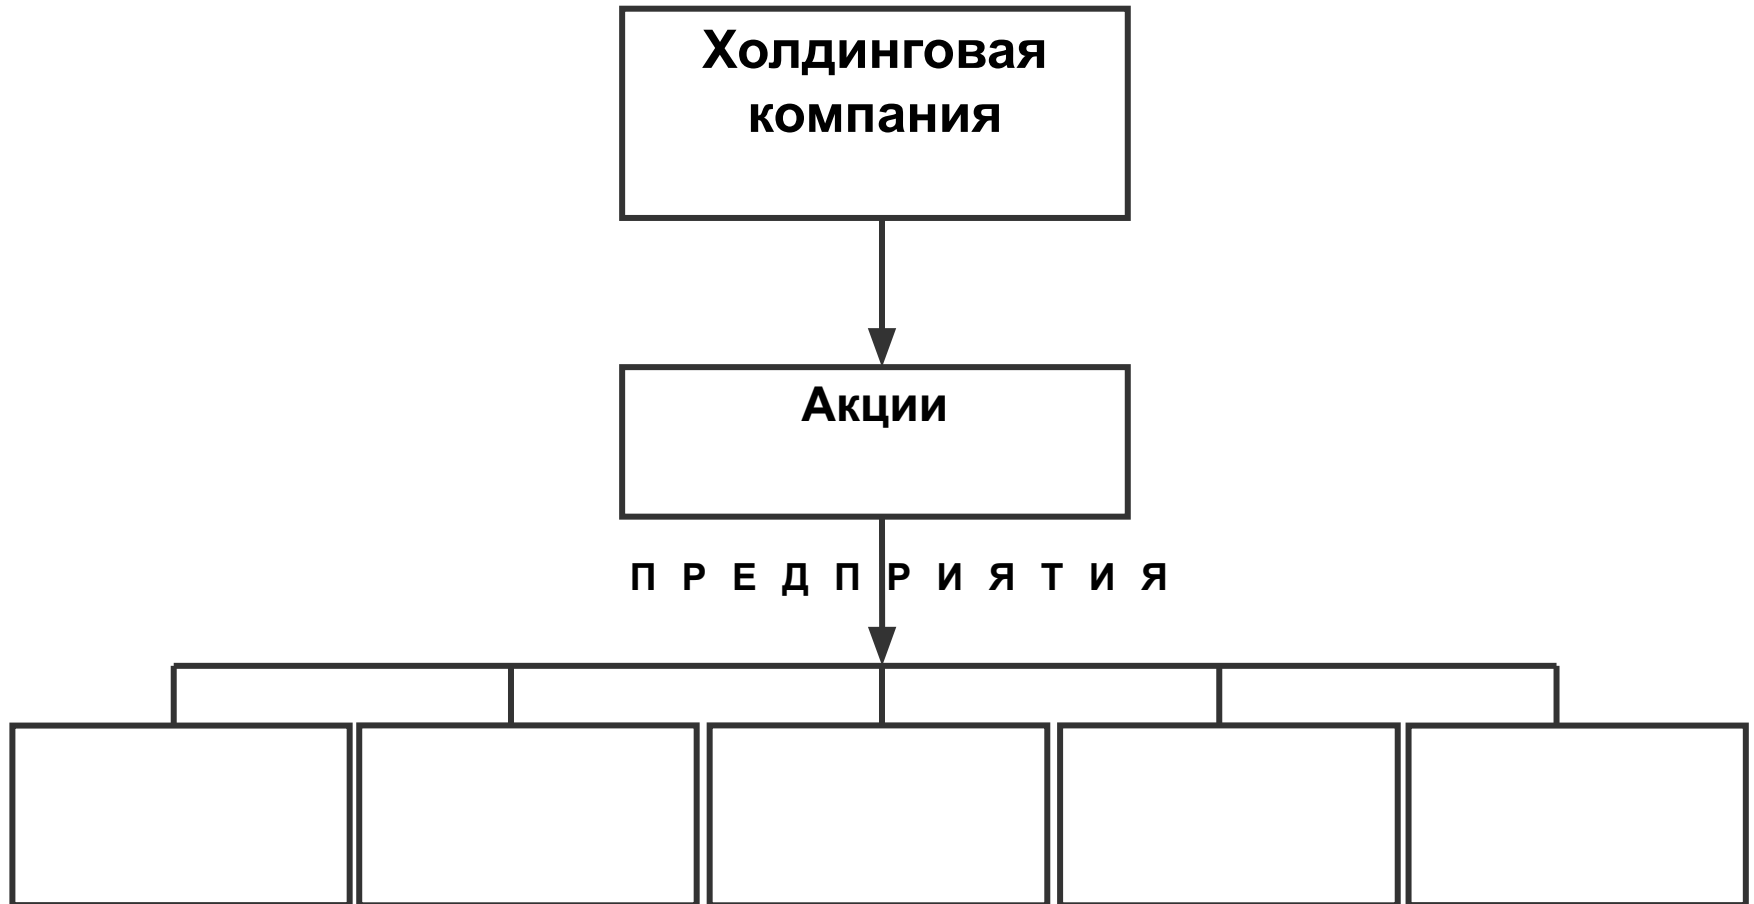 Холдинговая
компания
Акции
П Р Е Д П Р И Я Т И Я